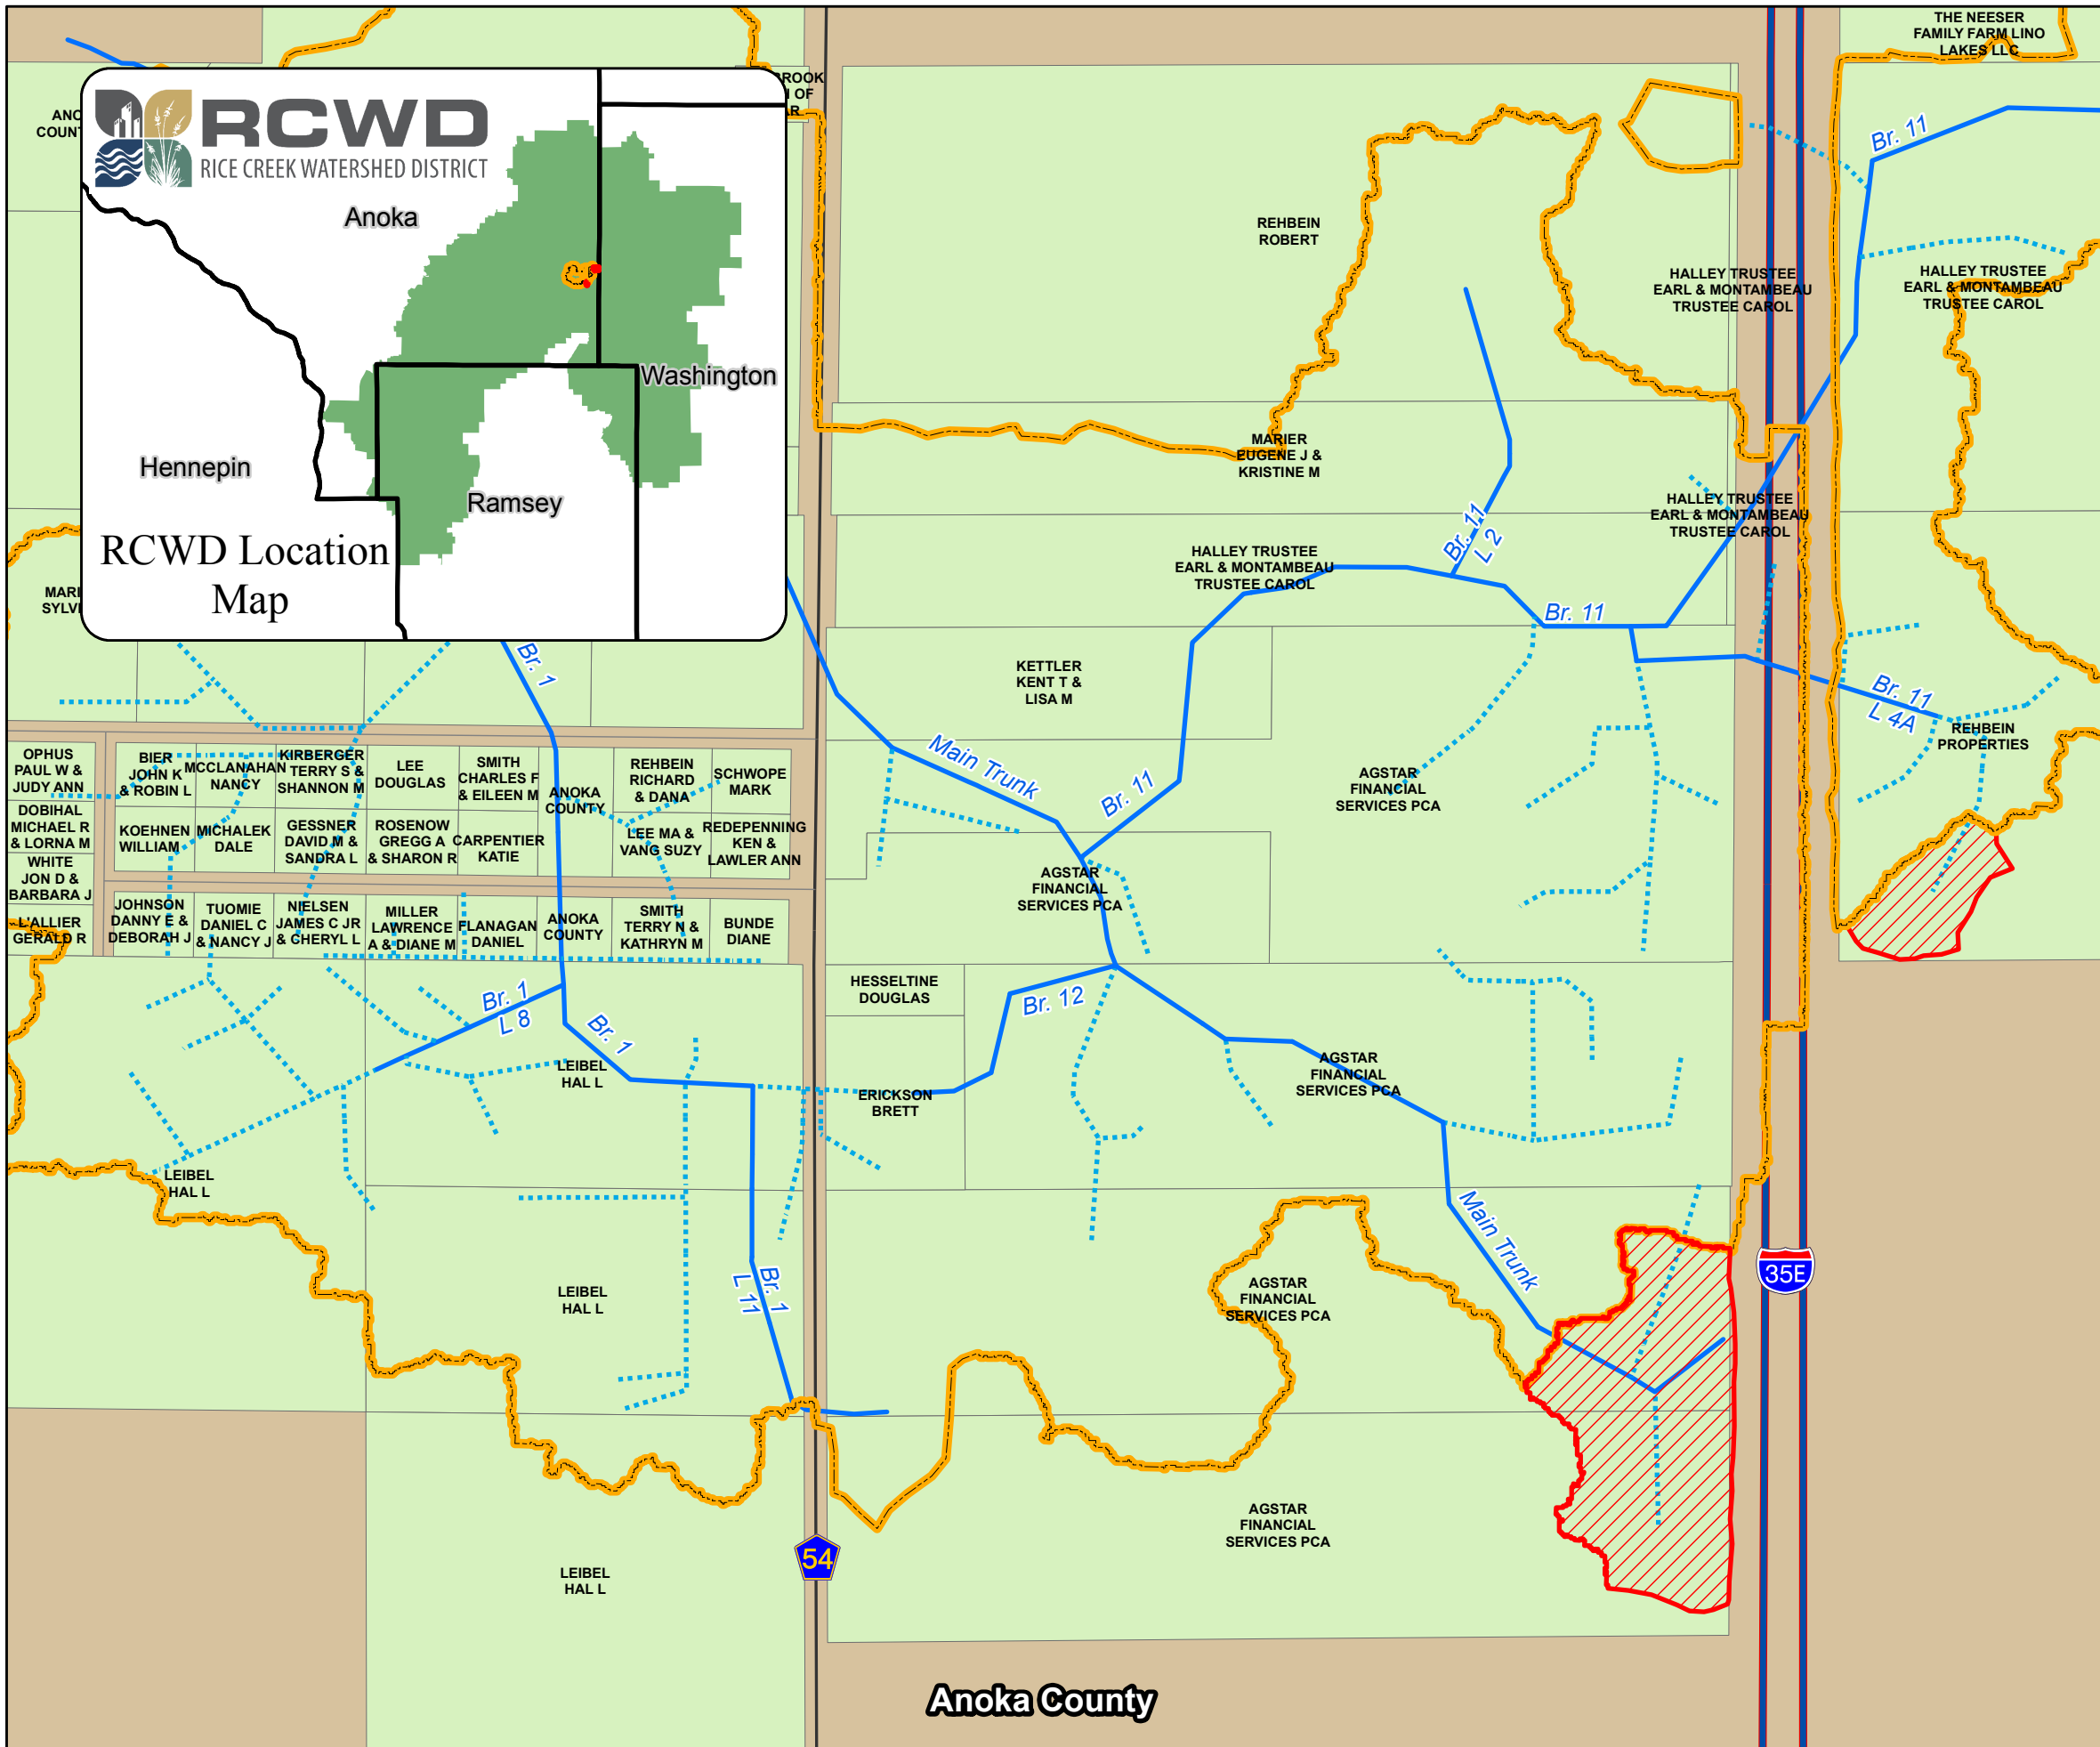 THE NEESER
FAMILY FARM LINO
LAKES LLC
RCWD
RICE CREEK WATERSHED DISTRICT
Anoka
Washington
Hennepin
Ramsey
RCWD Location
Map
OF
Br. 11
REHBEIN
ROBERT
HALLEY TRUSTEE
EARL & MONTAMBEAU
TRUSTEE CAROL
HALLEY TRUSTEE
EARL & MONTAMBEAU
TRUSTEE CAROL
MARIER
EUGENE J &
KRISTINE M
HALLEY TRUSTEE
EARL & MONTAMBEAU
TRUSTEE CAROL
Br. 11
L 2
HALLEY TRUSTEE
EARL & MONTAMBEAU
TRUSTEE CAROL
Br. 11
Br. 1
KETTLER
KENT T &
LISA M
Br. 11
L 4A
REHBEIN
PROPERTIES
Main Trunk
Br. 11
AGSTAR
FINANCIAL
SERVICES PCA
OPHUS
PAUL W &
JUDY ANN
BIER
JOHN K
& ROBIN L
MCCLANAHAN
NANCY
KIRBERGER
TERRY S &
SHANNON M
LEE
DOUGLAS
SMITH
CHARLES F
& EILEEN M
ANOKA
COUNTY
REHBEIN
RICHARD
& DANA
SCHWOPE
MARK
DOBIHAL
MICHAEL R
& LORNA M
KOEHNEN
WILLIAM
MICHALEK
DALE
GESSNER
DAVID M &
SANDRA L
ROSENOW
GREGG A
& SHARON R
CARPENTIER
KATIE
LEE MA &
VANG SUZY
REDEPENNING
KEN &
LAWLER ANN
WHITE
JON D &
BARBARA J
AGSTAR
FINANCIAL
SERVICES PCA
L'ALLIER
GERALD R
JOHNSON
DANNY E &
DEBORAH J
TUOMIE
DANIEL C
& NANCY J
NIELSEN
JAMES C JR
& CHERYL L
MILLER
LAWRENCE
A & DIANE M
FLANAGAN
DANIEL
ANOKA
COUNTY
SMITH
TERRY N &
KATHRYN M
BUNDE
DIANE
HESSELTINE
DOUGLAS
Br. 12
Br. 1
L 8
Br. 1
LEIBEL
HAL L
ERICKSON
BRETT
AGSTAR
FINANCIAL
SERVICES PCA
LEIBEL
HAL L
Main Trunk
LEIBEL
HAL L
Br. 1
L 11
AGSTAR
FINANCIAL
SERVICES PCA
35E
AGSTAR
FINANCIAL
SERVICES PCA
54
LEIBEL
HAL L
Anoka County